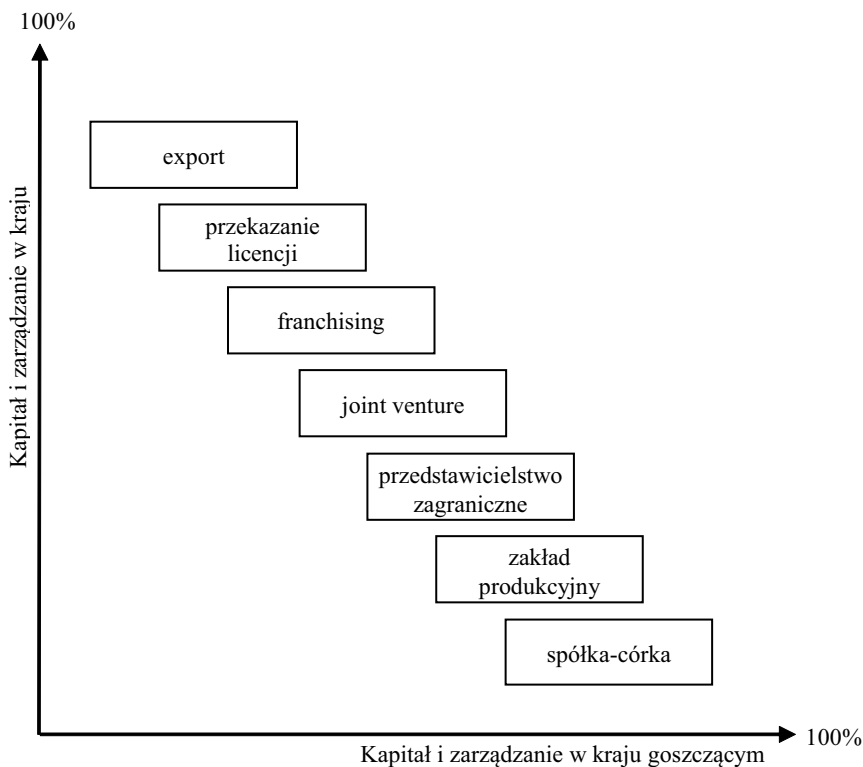 100%
Kapitał i zarządzanie w kraju
export
przekazanie
licencji
franchising
joint venture
przedstawicielstwo
zagraniczne
zakład
produkcyjny
spółka-córka
100%
Kapitał i zarządzanie w kraju goszczącym